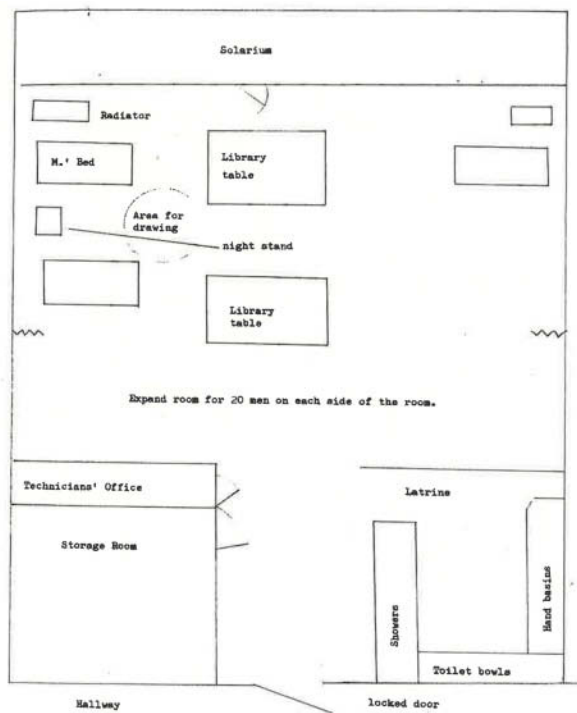 Solarium
Radiator
M.' Bed
Library
table
Area for
drawing
night stand
Library
table
Expand room for 20 men on each side of the room.
Technicians' Office
Latrine
Storage Room
Showers
Hand basins
Toilet bowls
Hallway
locked door